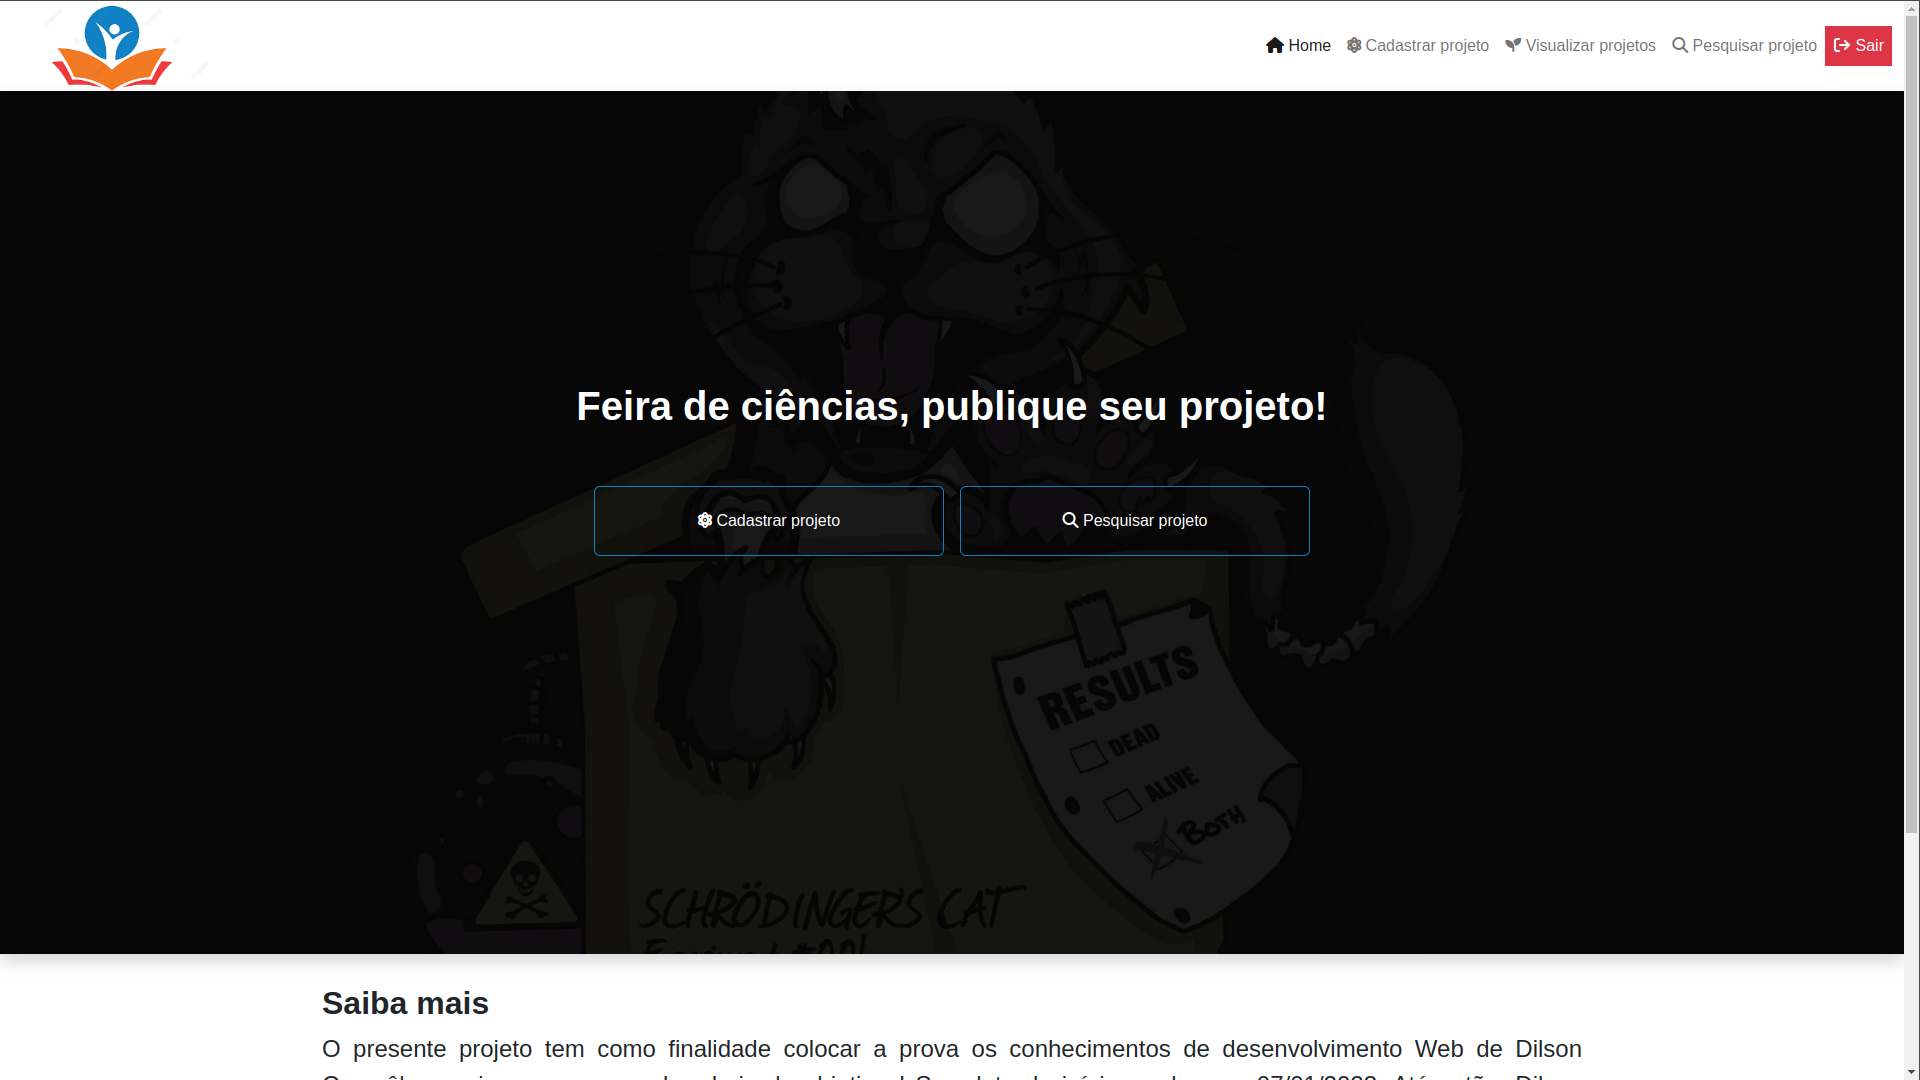 Home Cadastrar projeto Visualizar projetos Pesquisar projeto Sair
Feira de ciências, publique seu projeto!
Cadastrar projeto Pesquisar projeto
RESULTS
DEAD
ALIVE
BOTH
SCHRÖDINGER'S CAT
Saiba mais
O presente projeto tem como finalidade colocar a prova os conhecimentos de desenvolvimento Web de Dilson